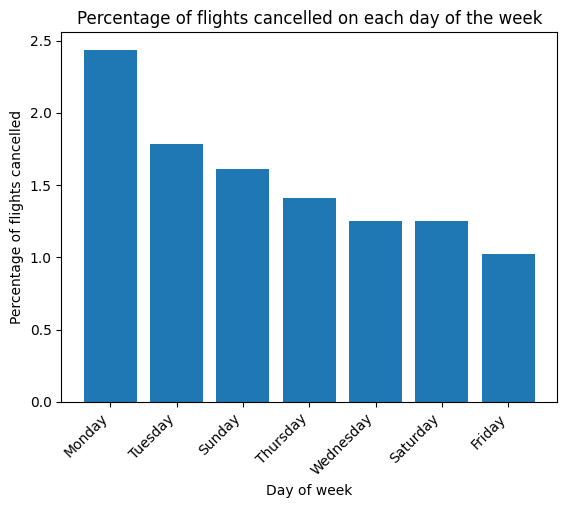 Percentage of flights cancelled on each day of the week
Percentage of flights cancelled
2.5
2.0
1.5
1.0
0.5
0.0
Monday
Tuesday
Sunday
Thursday
Wednesday
Saturday
Friday
Day of week